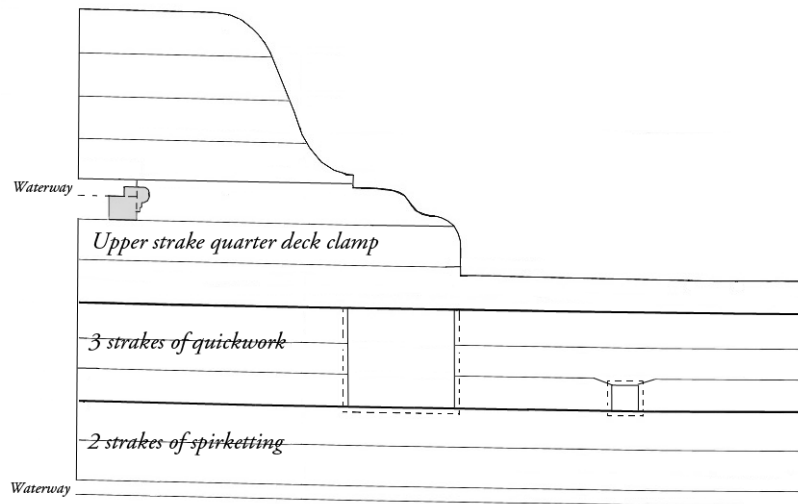 Waterway
Upper strake quarter deck clamp
3 strakes of quickwork
2 strakes of spirketting
Waterway